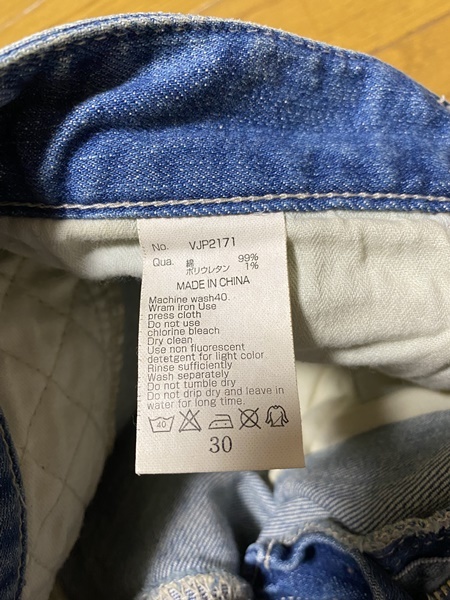 No. VJP2171
Qua. 綿 99%
ポリウレタン 1%
MADE IN CHINA
Machine wash40.
Wram iron Use
press cloth
Do not use
chlorine bleach
Dry clean
Use non fluorescent
detetgent for light color
Rinse sufficiently
Wash separately
Do not tumble dry
Do not drip dry and leave in
water for long time.
40
30